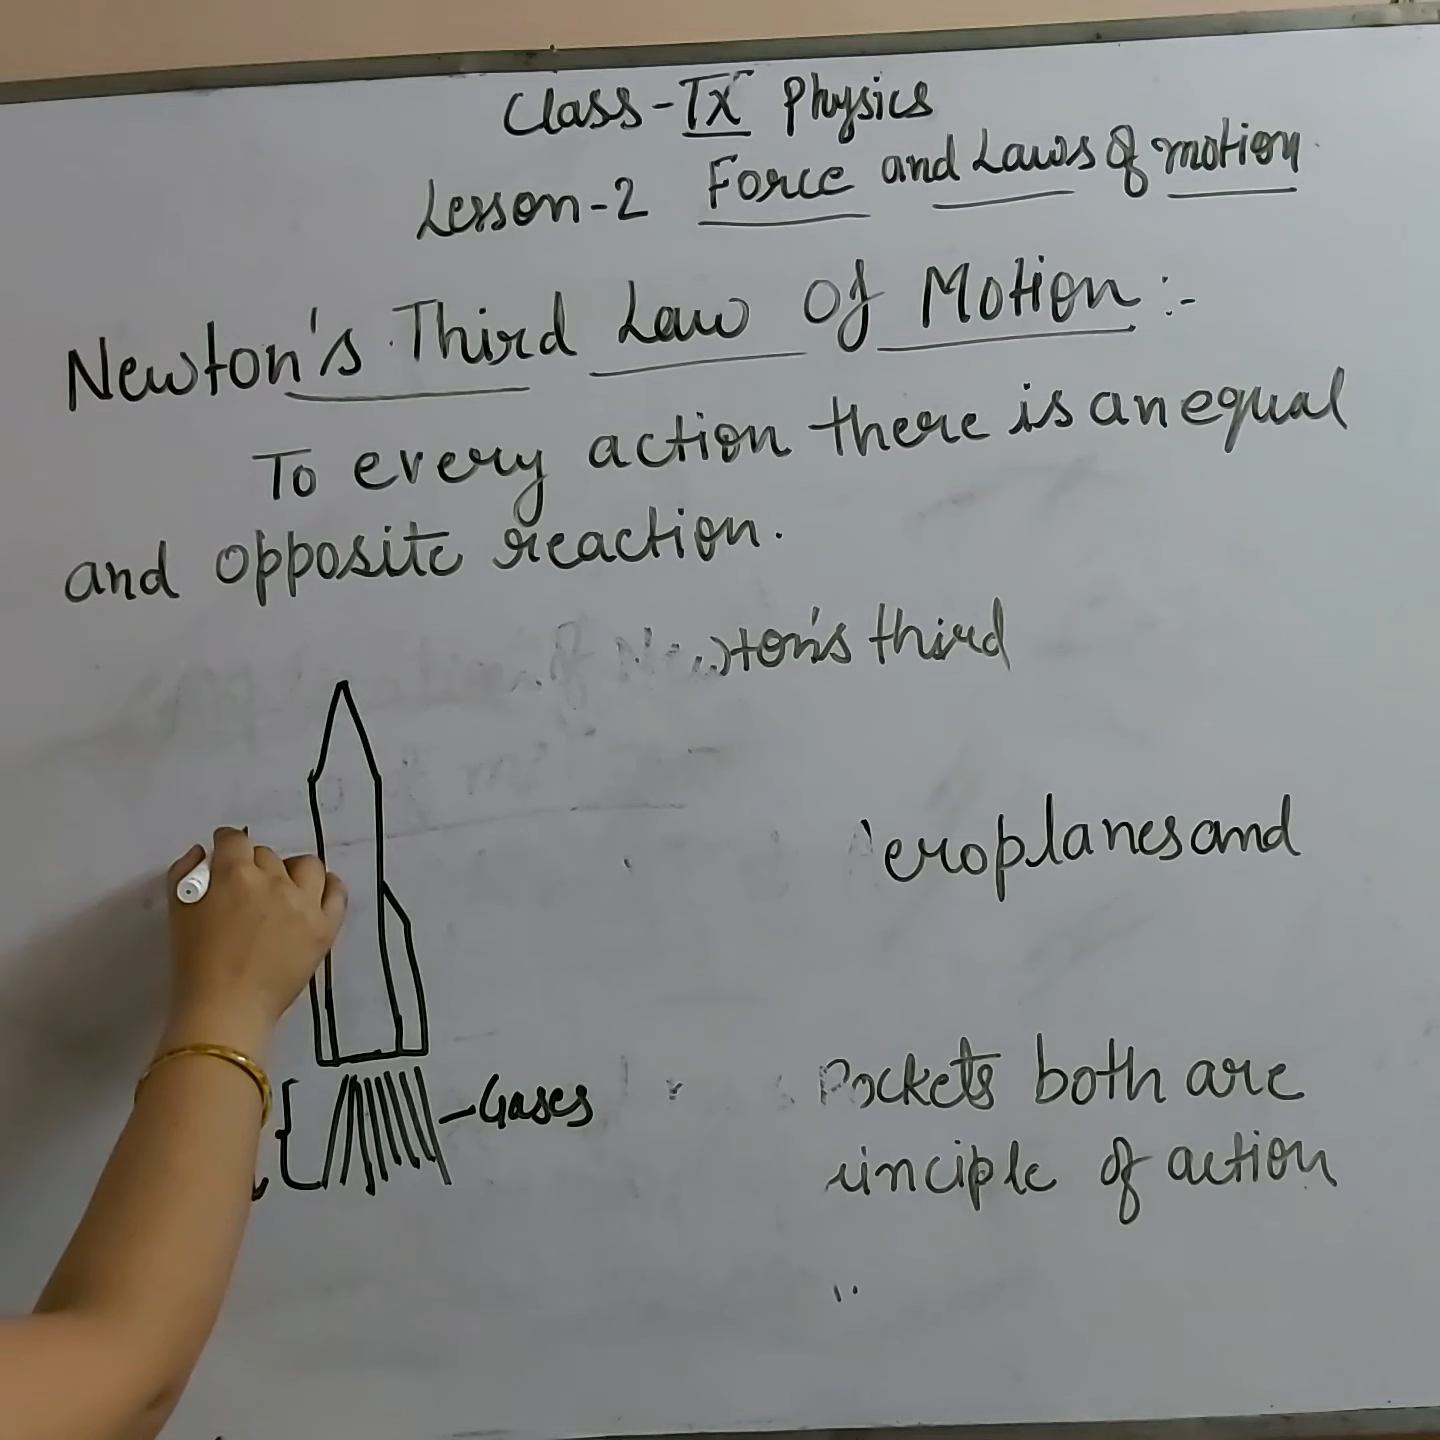 Class-IX Physics
Lesson-2 Force and Laws of motion
Newton's Third Law Of Motion :-
To every action there is an equal
and opposite reaction.
of Newton's third
eroplanes and
Gases
Rockets both are
rinciple of action